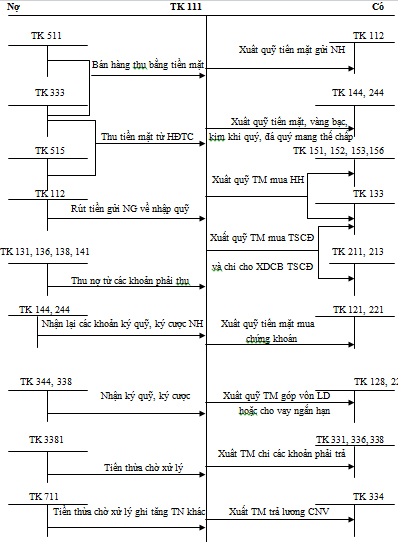 Nợ TK 111 Có
TK 511
TK 112
Bán hàng thụ bằng tiền mặt
Xuất quỹ tiền mặt gửi NH
TK 333
TK 144, 244
Thu tiền mặt từ HĐTC
Xuất quỹ tiền mặt, vàng bạc,
kim khí quý, đá quý mang thế chấp
TK 515
TK 151, 152, 153,156
Xuất quỹ TM mua HH
TK 112
TK 133
Rút tiền gửi NG về nhập quỹ
Xuất quỹ TM mua TSCĐ
và chi cho XDCB TSCĐ
TK 131, 136, 138, 141
TK 211, 213
Thu nợ từ các khoản phải thu
TK 144, 244
TK 121, 221
Nhận lại các khoản ký quỹ, ký cược NH
Xuất quỹ tiền mặt mua
chứng khoán
TK 344, 338
TK 128, 22
Nhận ký quỹ, ký cược
Xuất quỹ TM góp vốn LD
hoặc cho vay ngắn hạn
TK 3381
TK 331, 336,338
Tiền thừa chờ xử lý
Xuất TM chi các khoản phải trả
TK 711
TK 334
Tiền thừa chờ xử lý ghi tăng TN khác
Xuất TM trả lương CNV